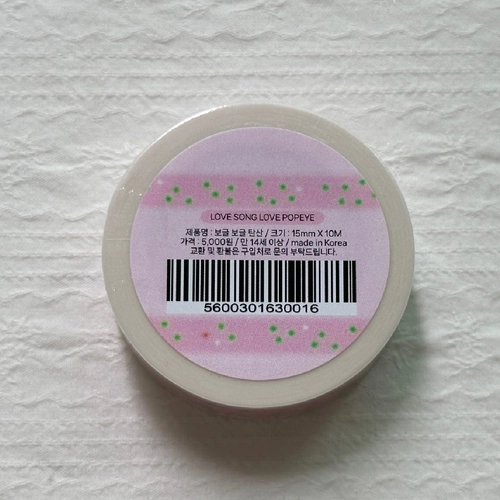 LOVE SONG LOVE POPEYE
제품명 : 보글 보글 탄산 / 크기 : 15mm X 10M
가격 : 5,000원 / 만 14세 이상 / made in Korea
교환 및 환불은 구입처로 문의 부탁드립니다.
5600301630016